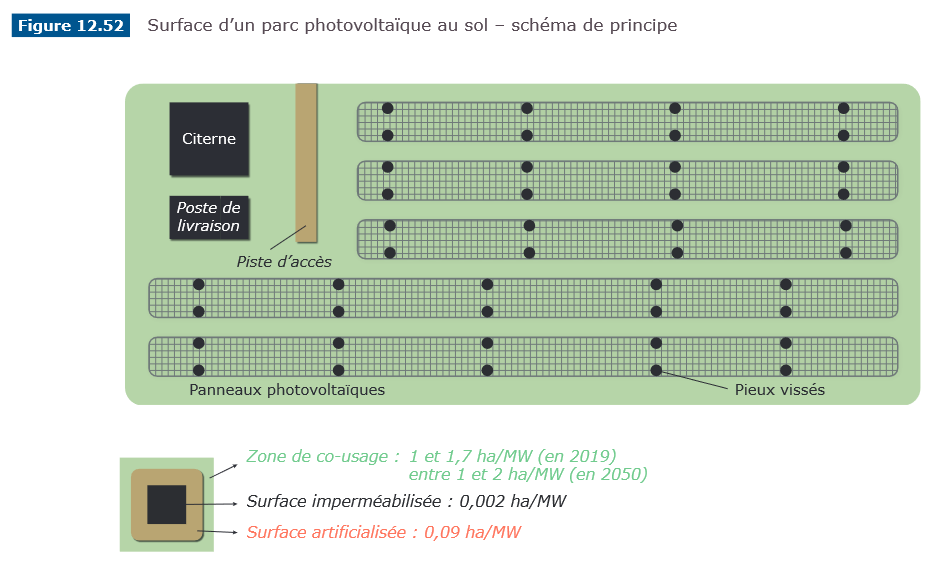 Figure 12.52 Surface d’un parc photovoltaïque au sol – schéma de principe
Citerne
Poste de
livraison
Piste d’accès
Panneaux photovoltaïques
Pieux vissés
Zone de co-usage : 1 et 1,7 ha/MW (en 2019)
entre 1 et 2 ha/MW (en 2050)
Surface imperméabilisée : 0,002 ha/MW
Surface artificialisée : 0,09 ha/MW